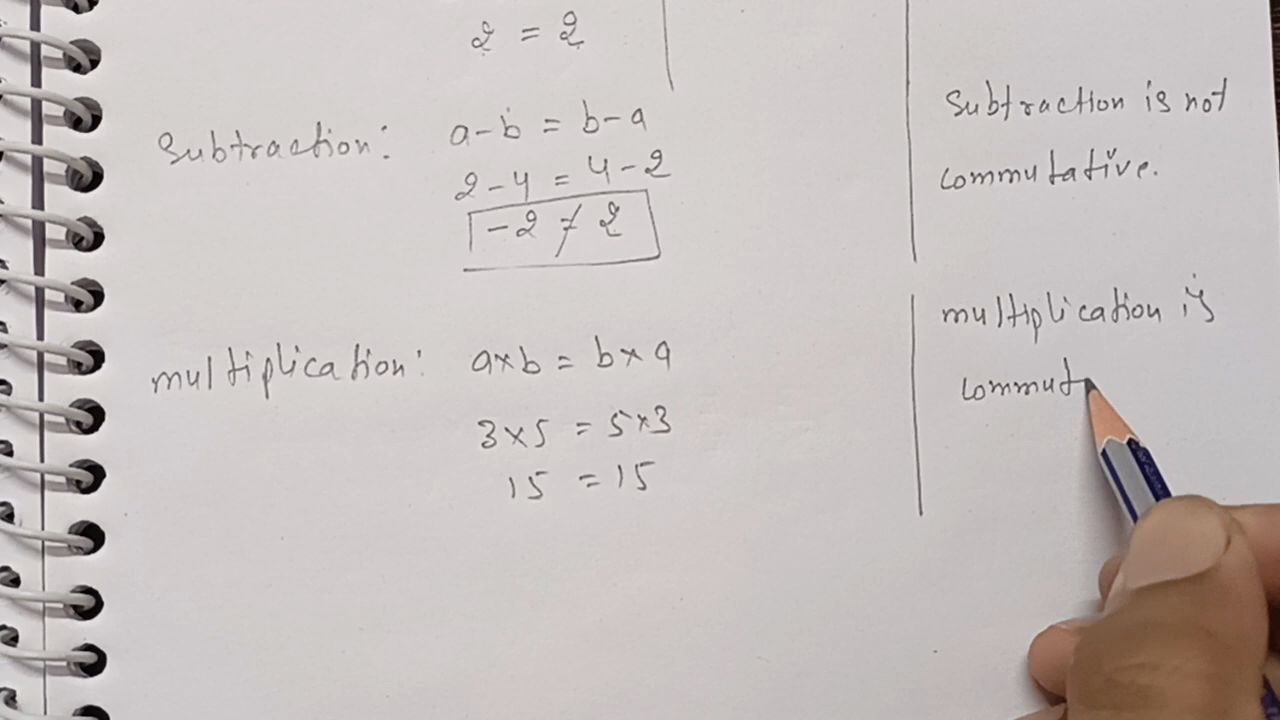 2 = 2
Subtraction: a-b = b-a
2-4 = 4-2
-2 ≠ 2
Subtraction is not
commutative.
multiplication: a×b = b×a
3×5 = 5×3
15 = 15
multiplication is
commut